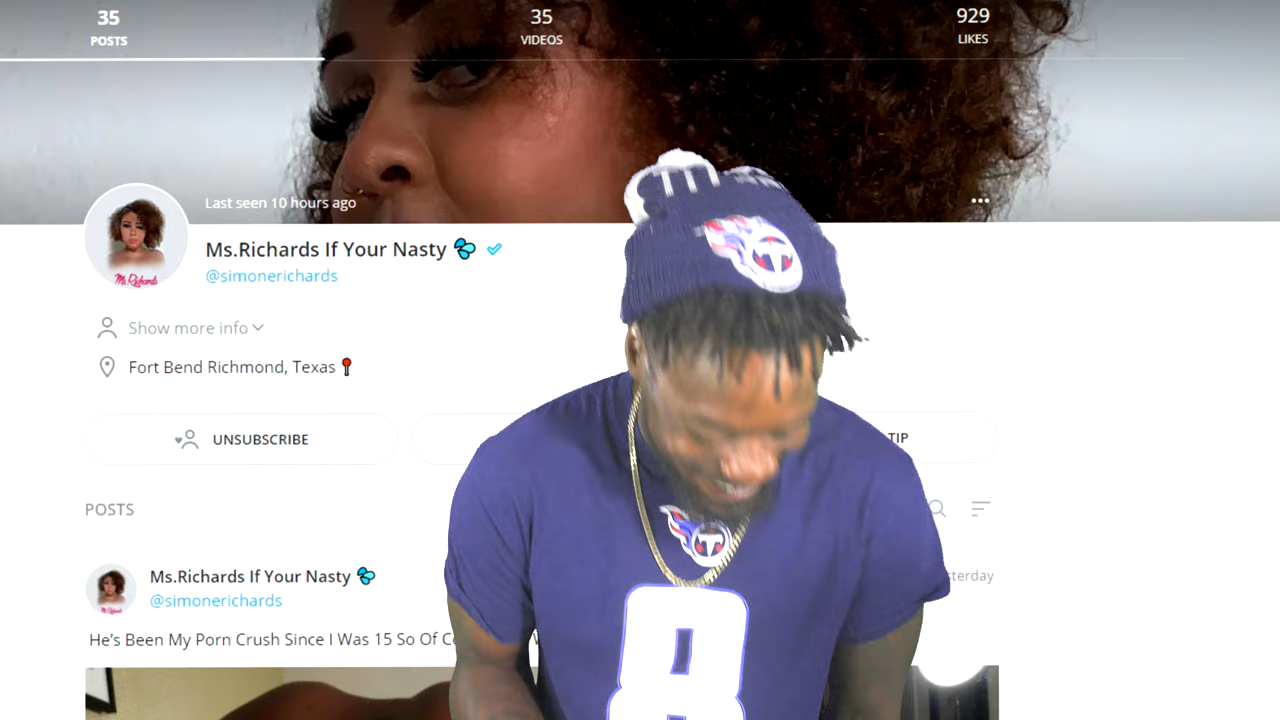 35
POSTS
35
VIDEOS
929
LIKES
Last seen 10 hours ago
Ms.Richards If Your Nasty
@simonerichards
Ms Richards
Show more info
Fort Bend Richmond, Texas
UNSUBSCRIBE
TIP
POSTS
Ms.Richards If Your Nasty
@simonerichards
He's Been My Porn Crush Since I Was 15 So Of
T
T
8